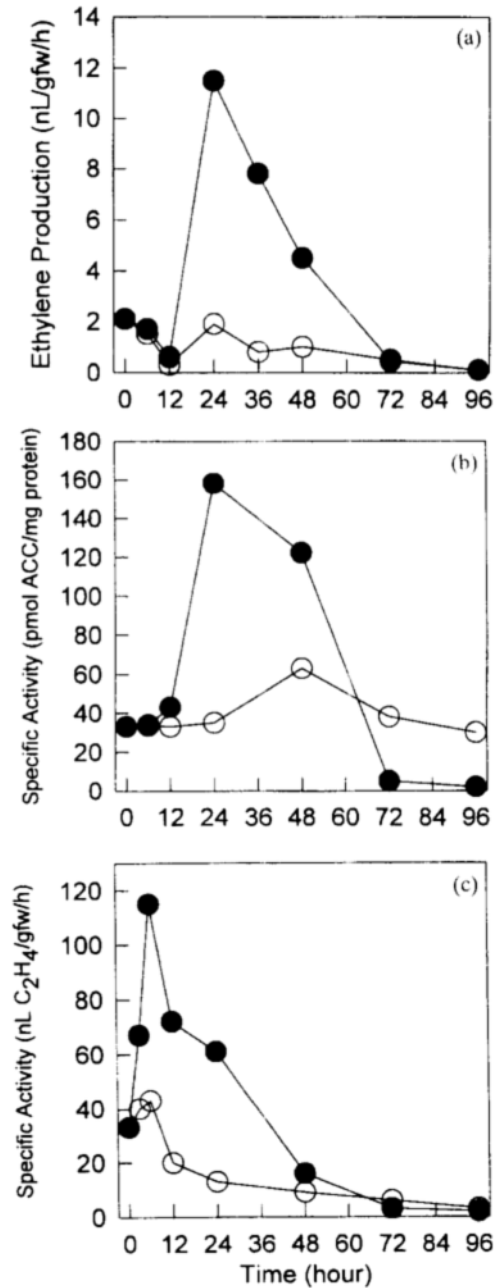 (a)
Ethylene Production (nL/gfw/h)
14
12
10
8
6
4
2
0
0 12 24 36 48 60 72 84 96
(b)
Specific Activity (pmol ACC/mg protein)
180
160
140
120
100
80
60
40
20
0
0 12 24 36 48 60 72 84 96
(c)
Specific Activity (nL C₂H₄/gfw/h)
120
100
80
60
40
20
0
0 12 24 36 48 60 72 84 96
Time (hour)